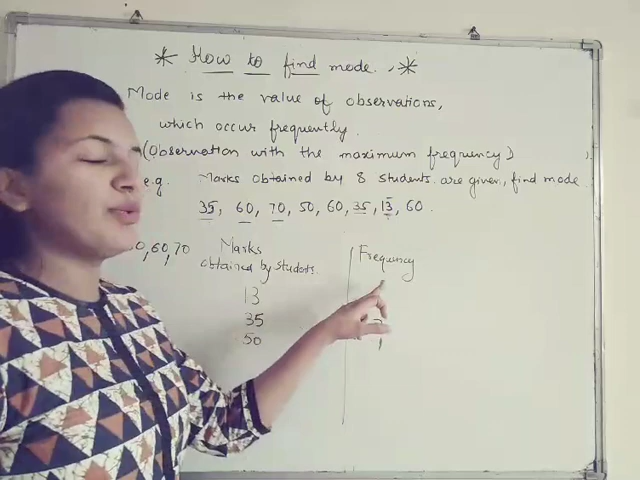 * How to find mode. *
Mode is the value of observations,
which occur frequently.
(Observation with the maximum frequency)
e.g. Marks obtained by 8 students are given, find mode
35, 60, 70, 50, 60, 35, 13, 60.
0, 60, 70
Marks obtained by students.
Frequency
13
35
50
1